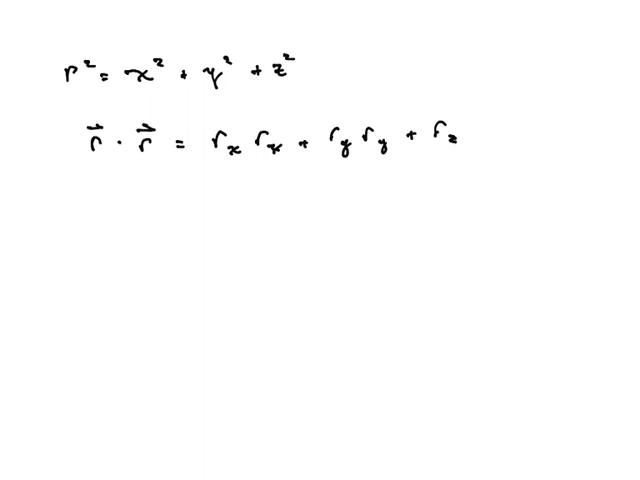 r² = x² + y² + z²
r⃗ · r⃗ = rₓ rₓ + r_y r_y + r_z